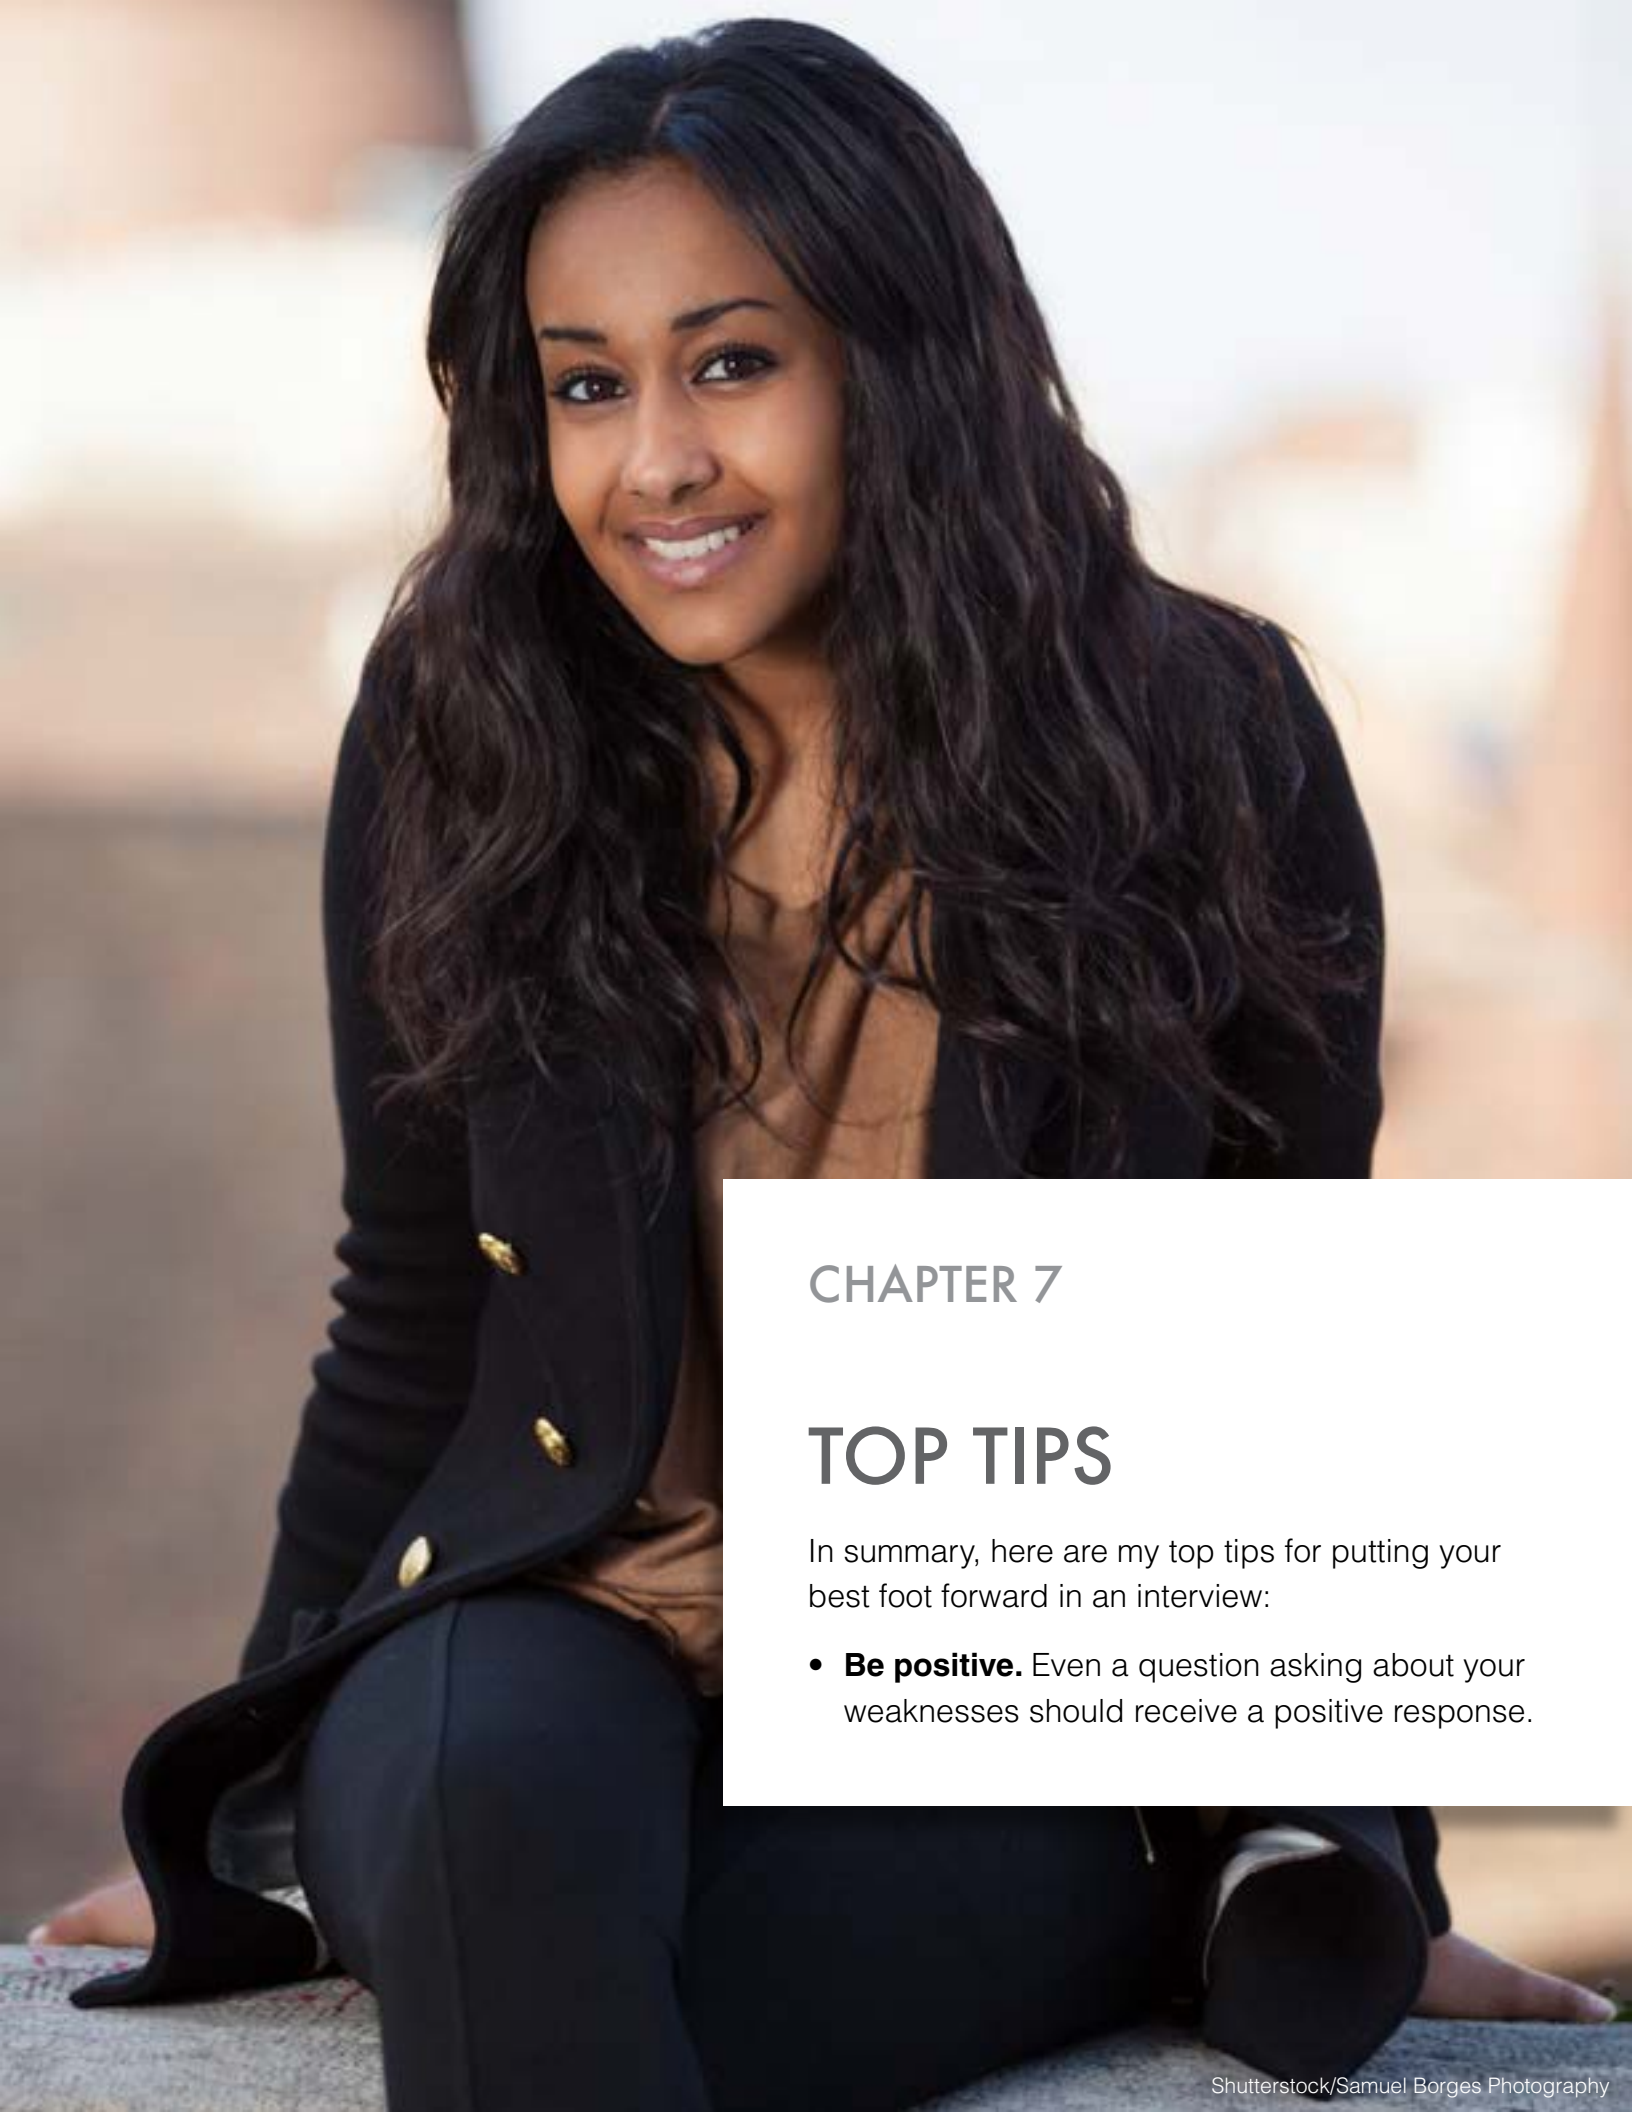 CHAPTER 7
TOP TIPS
In summary, here are my top tips for putting your
best foot forward in an interview:
• Be positive. Even a question asking about your
weaknesses should receive a positive response.
Shutterstock/Samuel Borges Photography